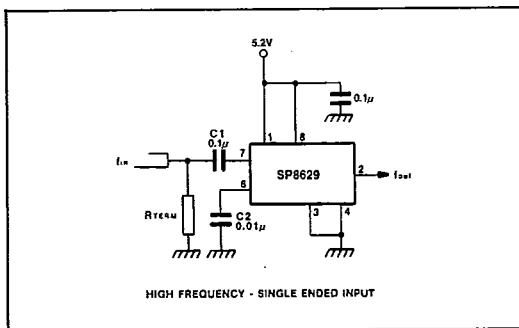 5.2V
0.1µ
C1
0.1µ
1
8
fin
7
SP8629
2
fout
6
RTERM
C2
0.01µ
3
4
HIGH FREQUENCY - SINGLE ENDED INPUT